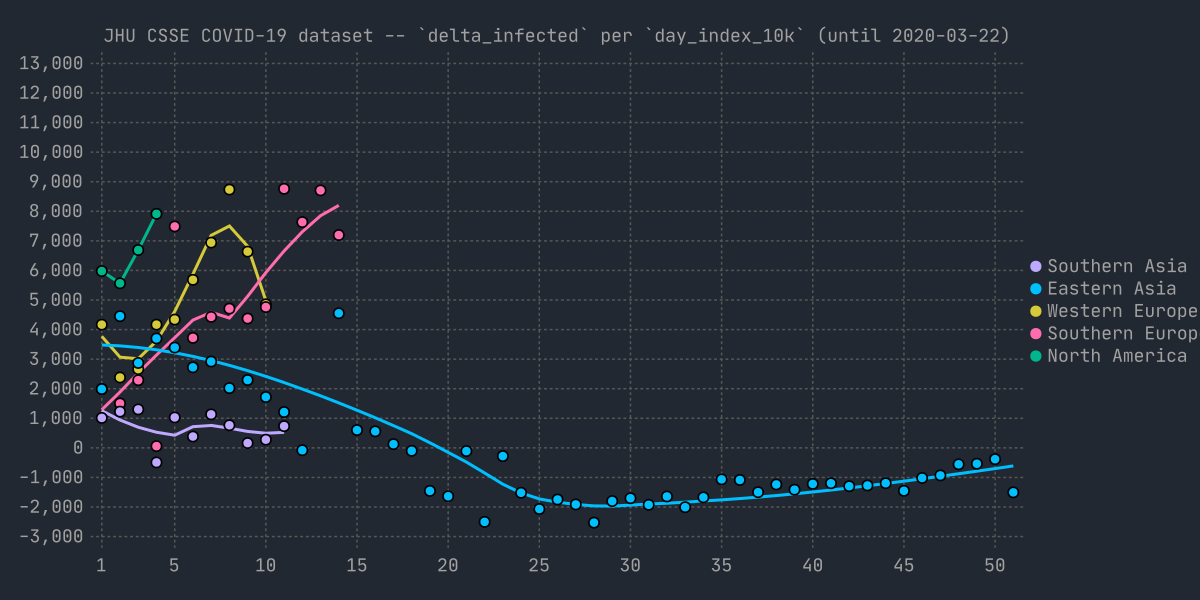 JHU CSSE COVID-19 dataset -- `delta_infected` per `day_index_10k` (until 2020-03-22)
13,000
12,000
11,000
10,000
9,000
8,000
7,000
6,000
5,000
4,000
3,000
2,000
1,000
0
-1,000
-2,000
-3,000
1 5 10 15 20 25 30 35 40 45 50
Southern Asia
Eastern Asia
Western Europe
Southern Europ
North America